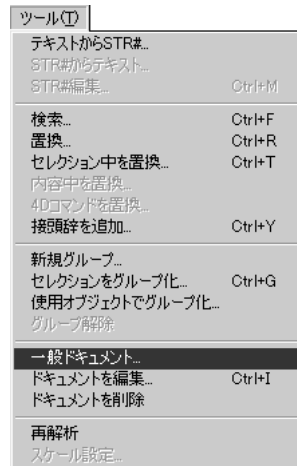 ツール(T)
テキストからSTR#...
STR#からテキスト...
STR#編集... Ctrl+M
検索... Ctrl+F
置換... Ctrl+R
セレクション中を置換... Ctrl+T
内容中を置換...
4Dコマンドを置換...
接頭辞を追加... Ctrl+Y
新規グループ...
セレクションをグループ化... Ctrl+G
使用オブジェクトでグループ化...
グループ解除
一般ドキュメント...
ドキュメントを編集... Ctrl+I
ドキュメントを削除
再解析
スケール設定...